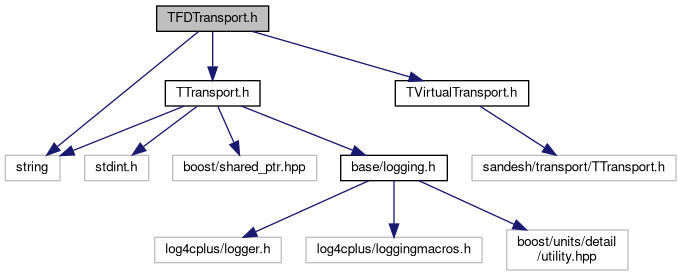 TFDTransport.h
TTransport.h
TVirtualTransport.h
string
stdint.h
boost/shared_ptr.hpp
base/logging.h
sandesh/transport/TTransport.h
log4cplus/logger.h
log4cplus/loggingmacros.h
boost/units/detail
/utility.hpp